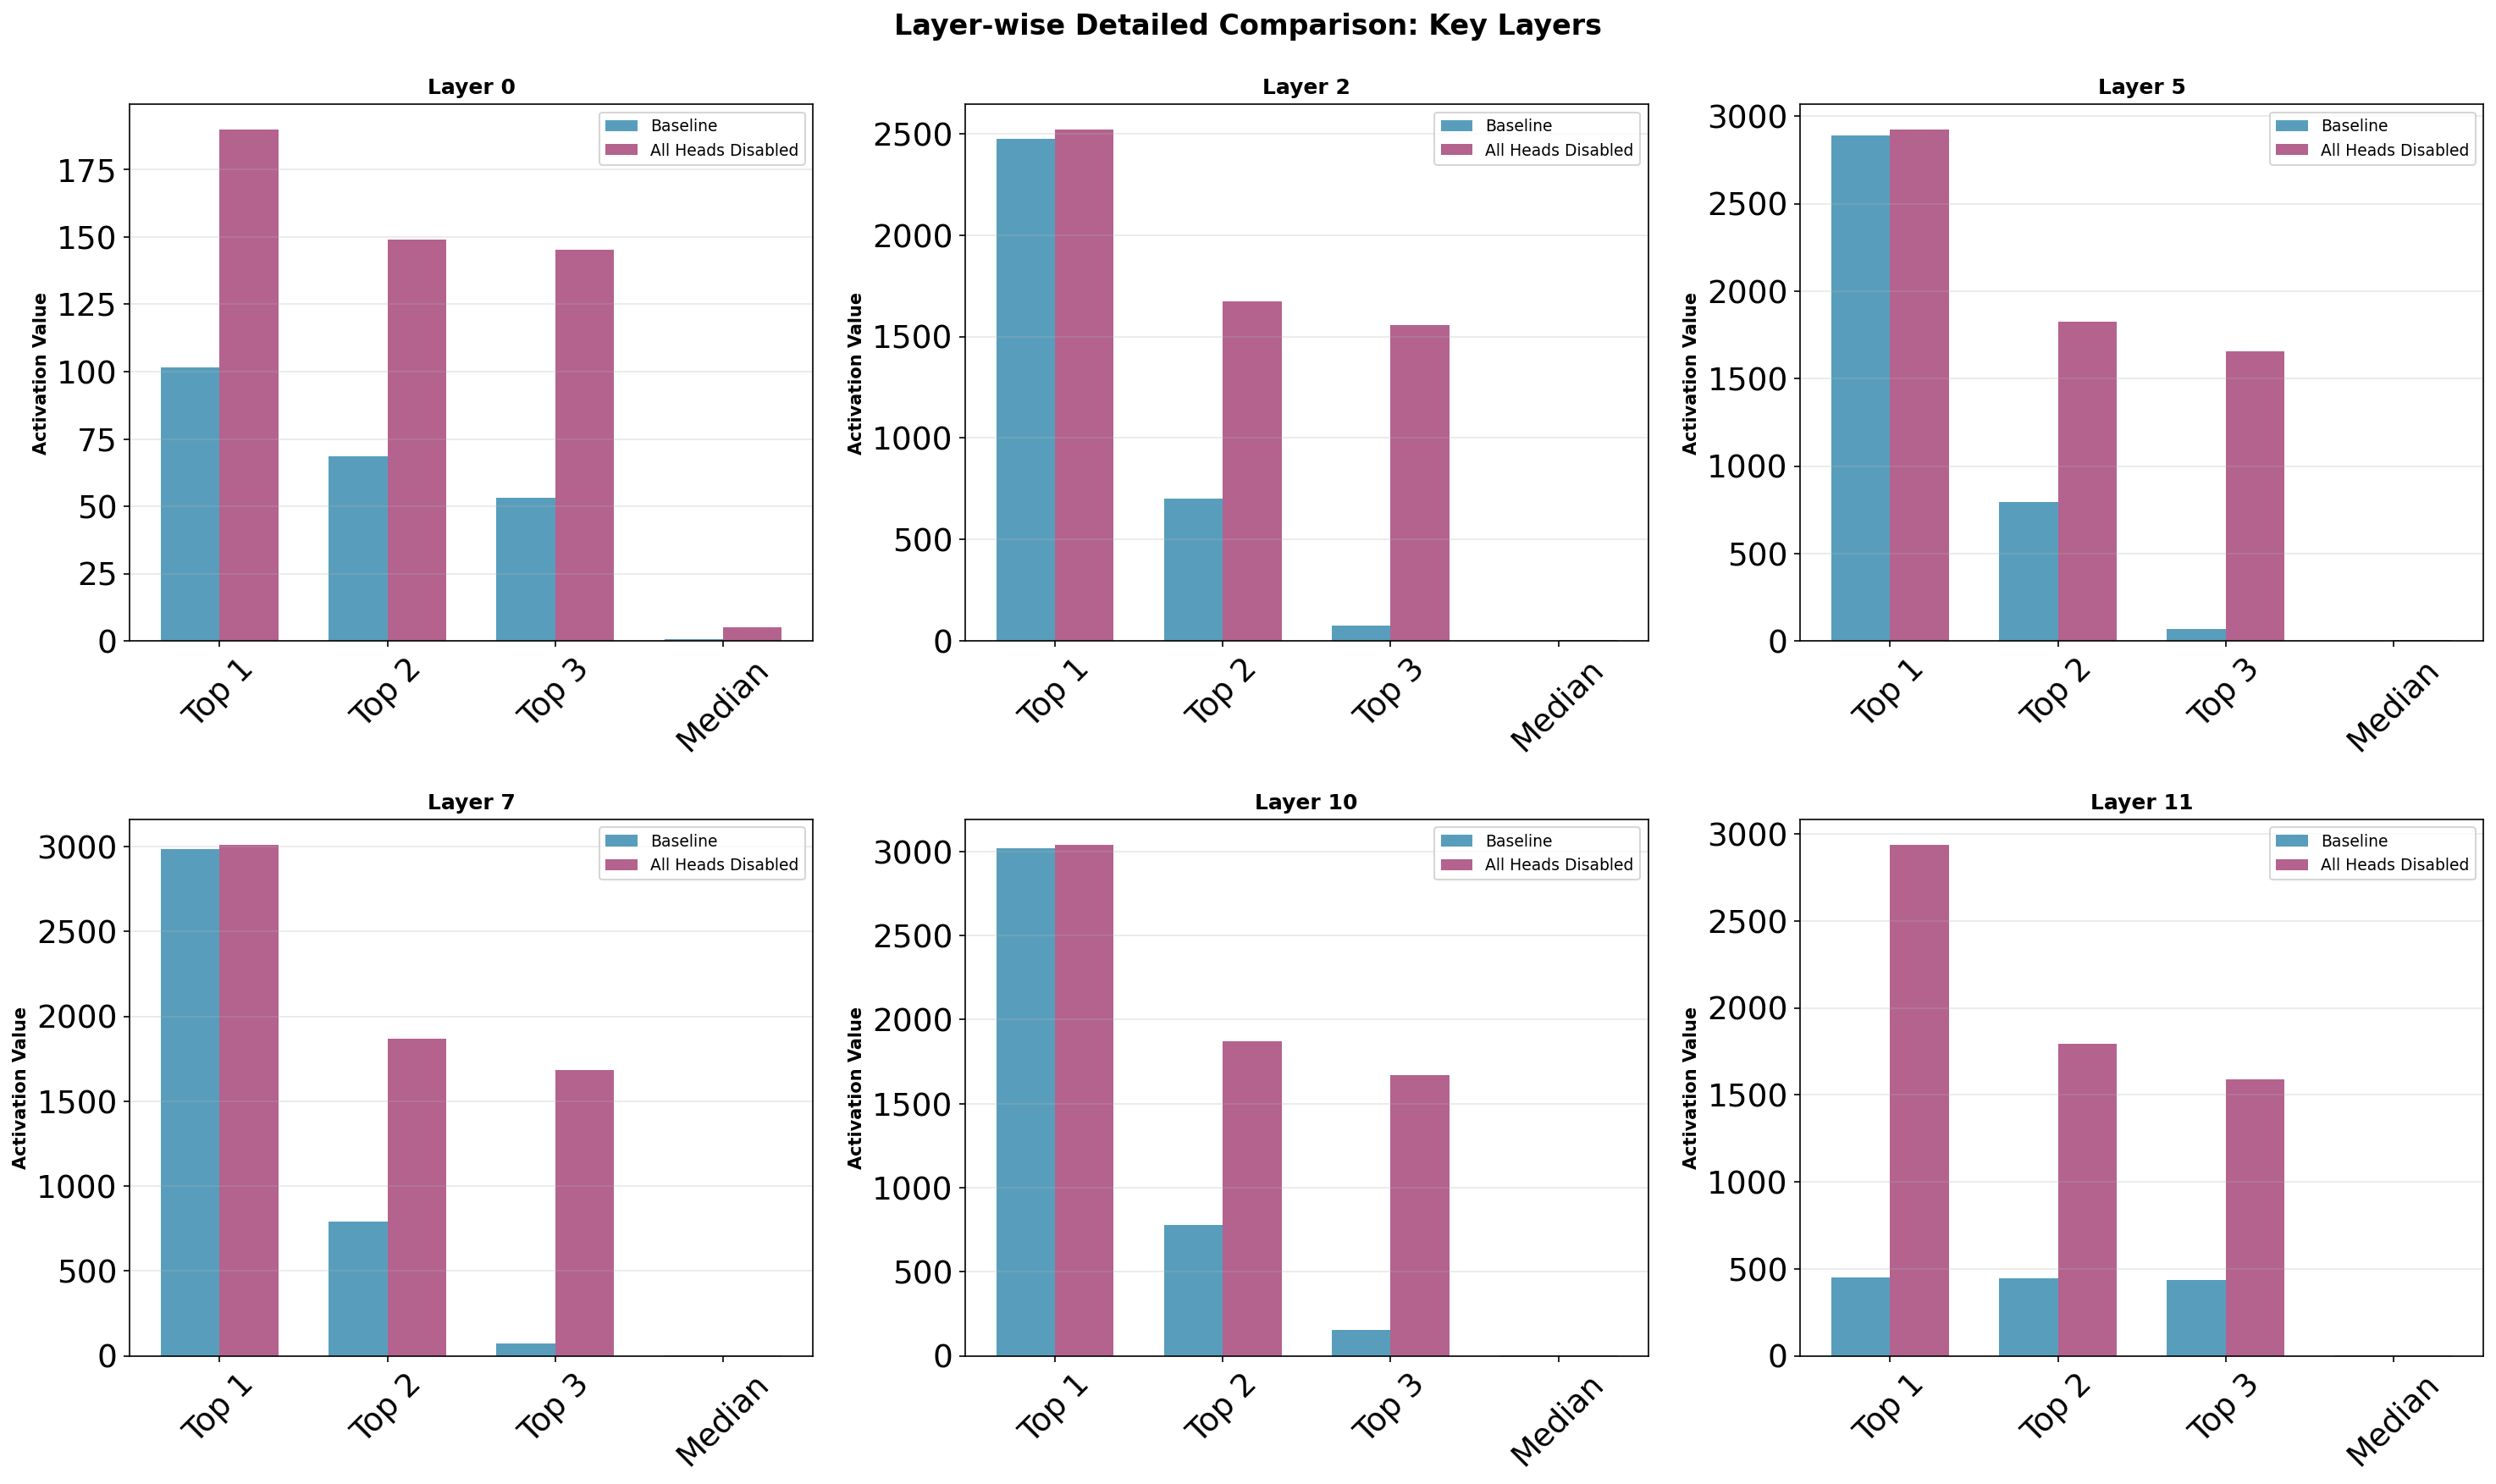 Layer-wise Detailed Comparison: Key Layers
Layer 0
Activation Value
175
150
125
100
75
50
25
0
Baseline
All Heads Disabled
Top 1
Top 2
Top 3
Median
Layer 2
Activation Value
2500
2000
1500
1000
500
0
Baseline
All Heads Disabled
Top 1
Top 2
Top 3
Median
Layer 5
Activation Value
3000
2500
2000
1500
1000
500
0
Baseline
All Heads Disabled
Top 1
Top 2
Top 3
Median
Layer 7
Activation Value
3000
2500
2000
1500
1000
500
0
Baseline
All Heads Disabled
Top 1
Top 2
Top 3
Median
Layer 10
Activation Value
3000
2500
2000
1500
1000
500
0
Baseline
All Heads Disabled
Top 1
Top 2
Top 3
Median
Layer 11
Activation Value
3000
2500
2000
1500
1000
500
0
Baseline
All Heads Disabled
Top 1
Top 2
Top 3
Median